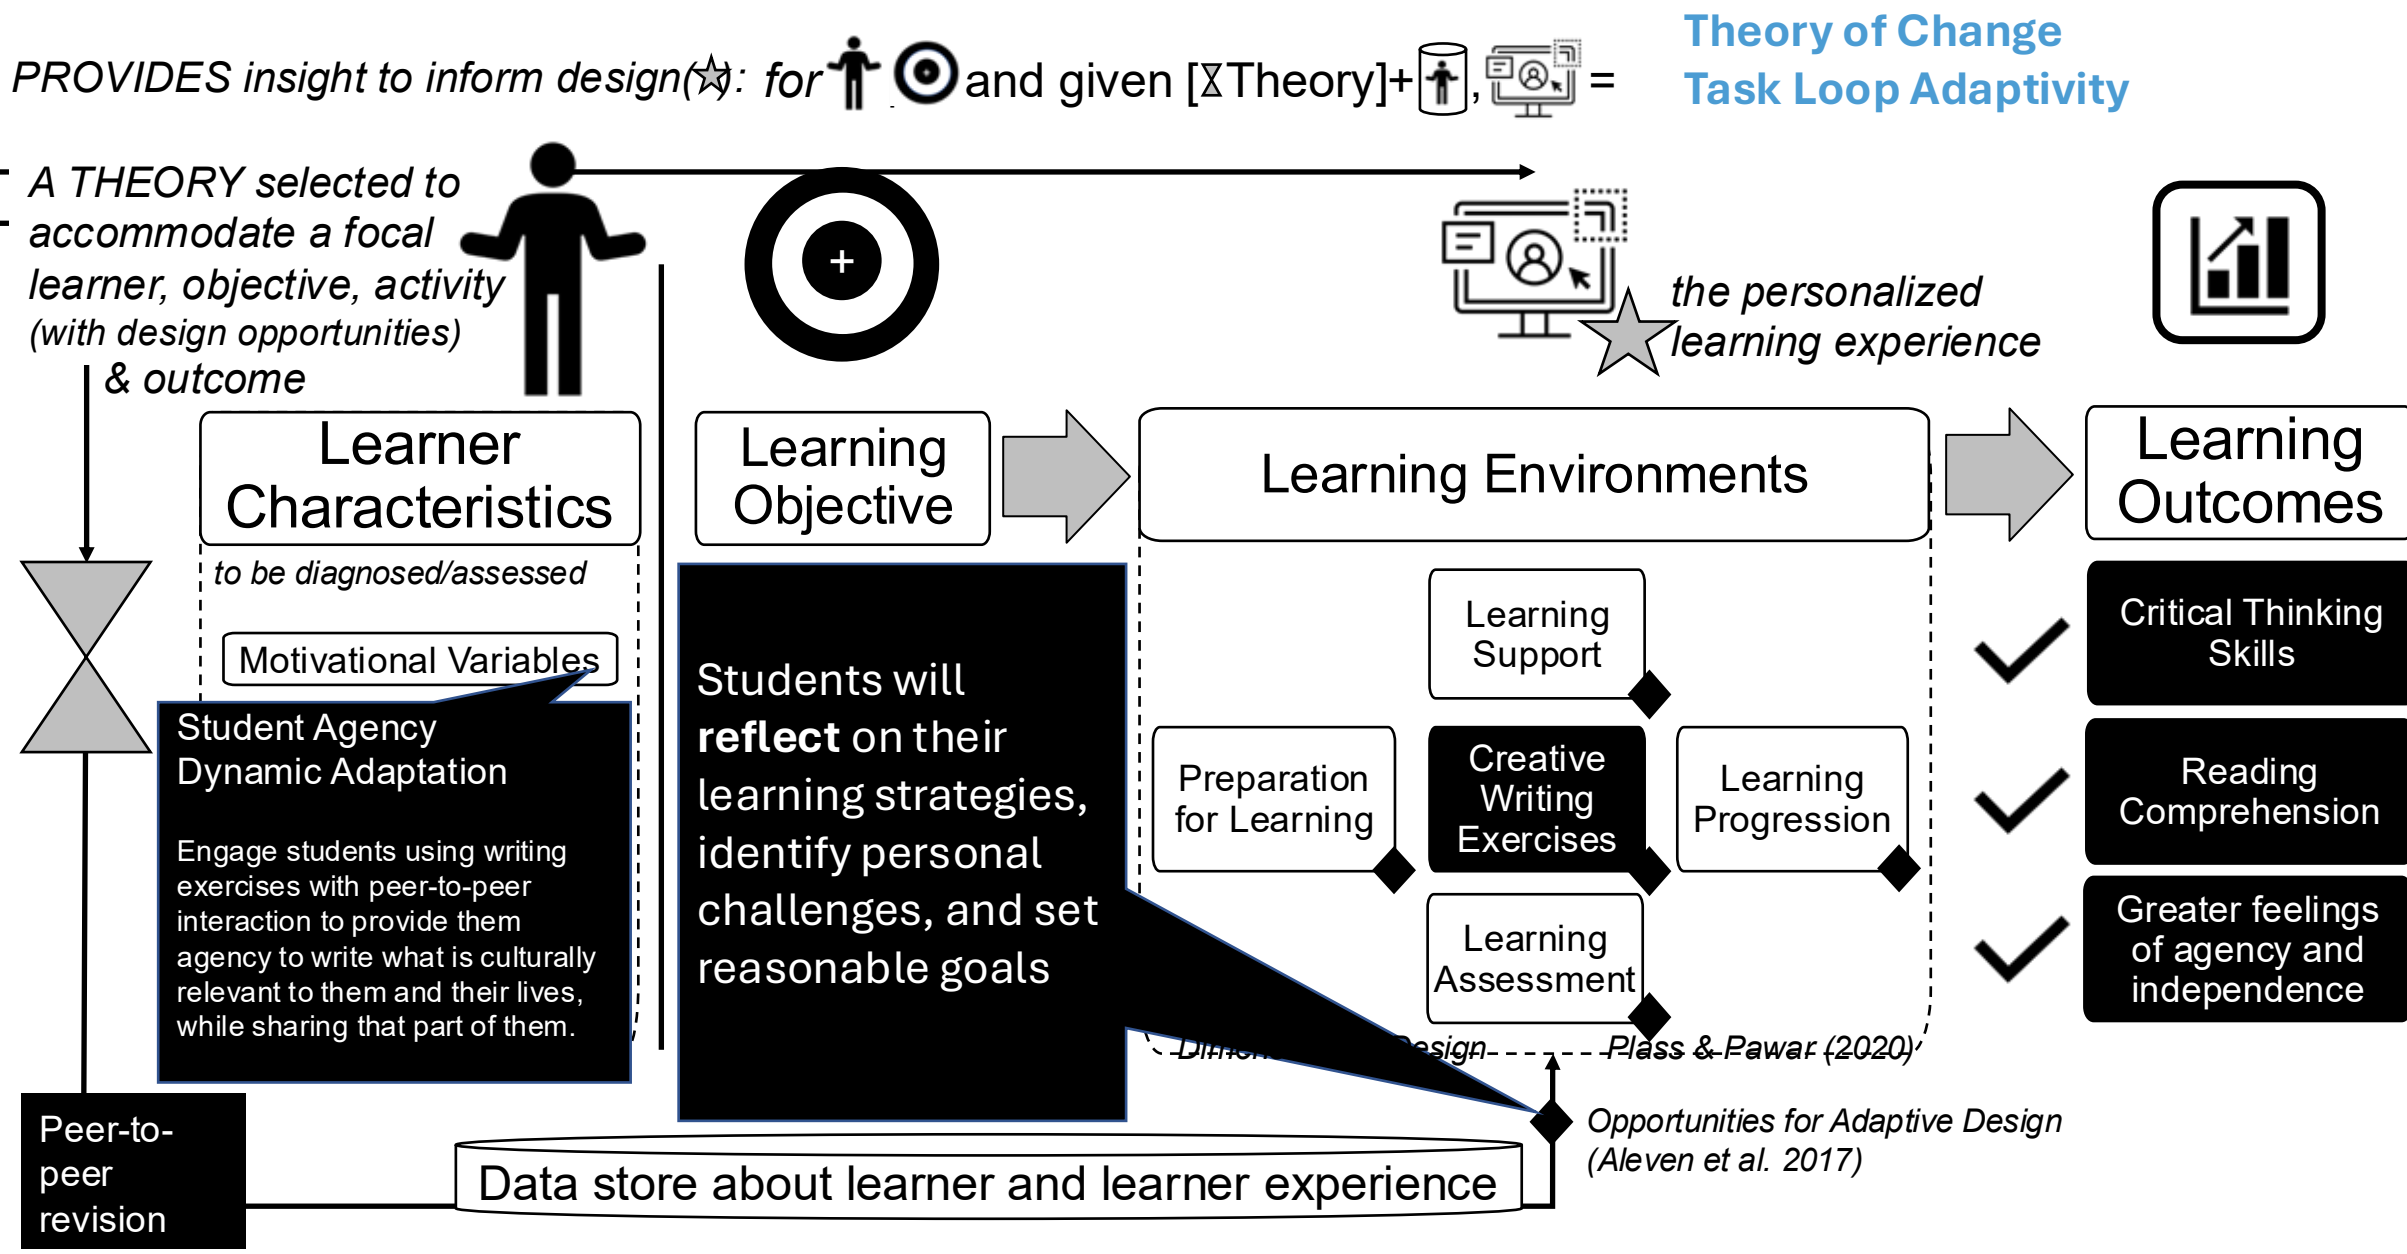 Theory of Change
Task Loop Adaptivity
PROVIDES insight to inform design( ): for and given [ Theory]+ , =
A THEORY selected to
accommodate a focal
learner, objective, activity
(with design opportunities)
& outcome
the personalized
learning experience
Learner
Characteristics
to be diagnosed/assessed
Motivational Variables
Student Agency
Dynamic Adaptation
Engage students using writing
exercises with peer-to-peer
interaction to provide them
agency to write what is culturally
relevant to them and their lives,
while sharing that part of them.
Learning
Objective
Students will
reflect on their
learning strategies,
identify personal
challenges, and set
reasonable goals
Learning Environments
Learning
Support
Preparation
for Learning
Creative
Writing
Exercises
Learning
Progression
Learning
Assessment
Plass & Pawar (2020)
Learning
Outcomes
Critical Thinking
Skills
Reading
Comprehension
Greater feelings
of agency and
independence
Peer-to-
peer
revision
Data store about learner and learner experience
Opportunities for Adaptive Design
(Aleven et al. 2017)